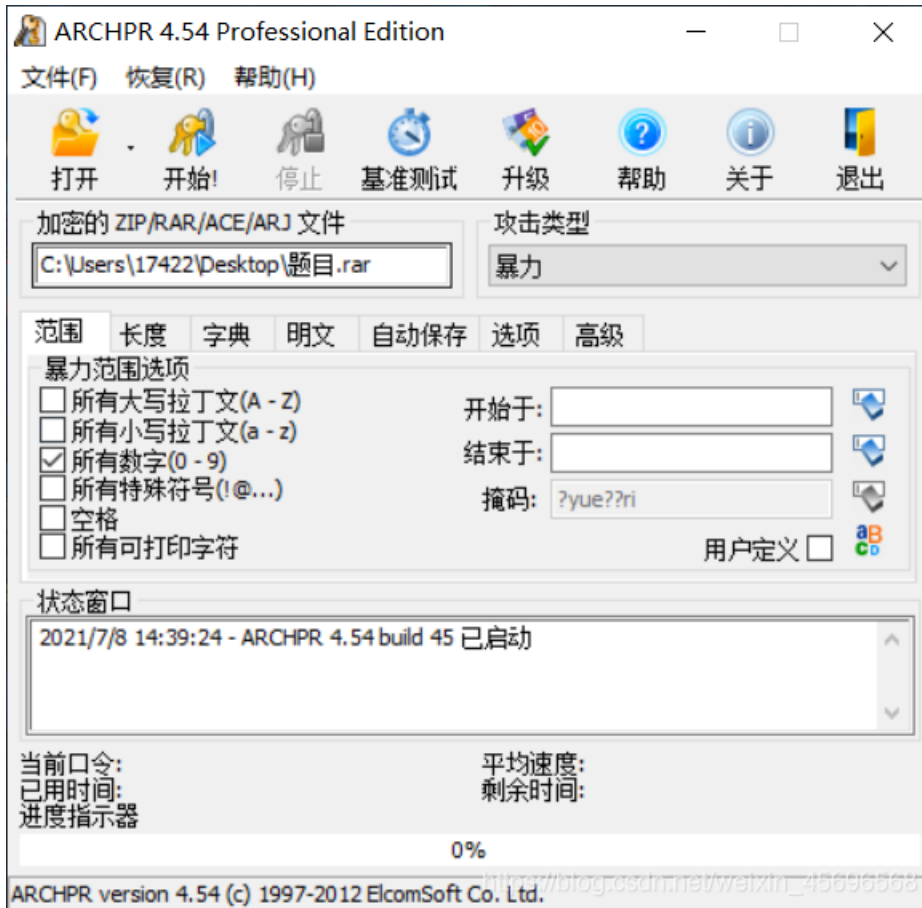 ARCHPR 4.54 Professional Edition
文件(F) 恢复(R) 帮助(H)
打开 开始! 停止 基准测试 升级 帮助 关于 退出
加密的 ZIP/RAR/ACE/ARJ 文件 攻击类型
C:\Users\17422\Desktop\题目.rar 暴力
范围 长度 字典 明文 自动保存 选项 高级
暴力范围选项
所有大写拉丁文(A - Z) 开始于:
所有小写拉丁文(a - z)
所有数字(0 - 9) 结束于:
所有特殊符号(!@...) 掩码: ?yue??ri
空格
所有可打印字符 用户定义 aBCD
状态窗口
2021/7/8 14:39:24 - ARCHPR 4.54 build 45 已启动
当前口令: 平均速度:
已用时间: 剩余时间:
进度指示器
0%
ARCHPR version 4.54 (c) 1997-2012 ElcomSoft Co. Ltd.
https://blog.csdn.net/weixin_45696568